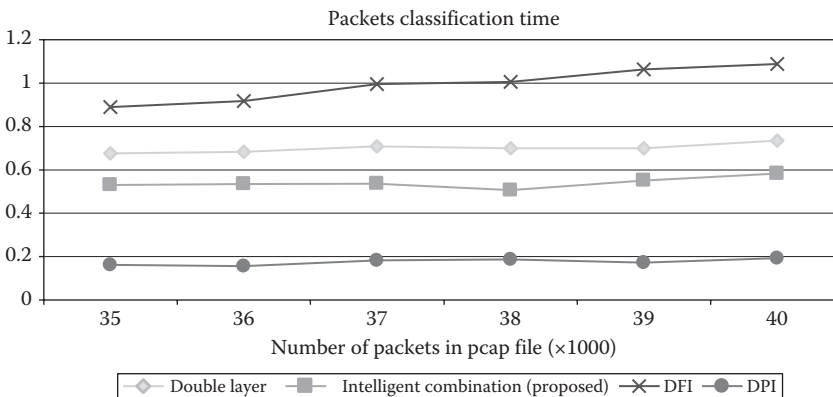 Packets classification time
1.2
1
0.8
0.6
0.4
0.2
0
35 36 37 38 39 40
Number of packets in pcap file (×1000)
Double layer Intelligent combination (proposed) DFI DPI